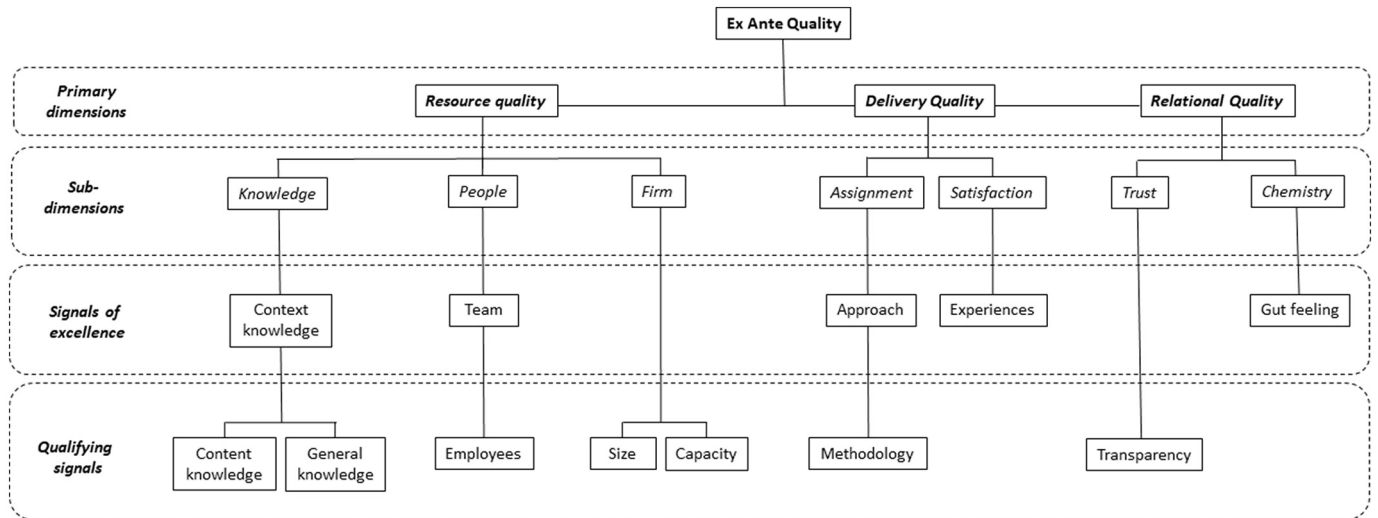 Ex Ante Quality
Primary
dimensions
Resource quality
Delivery Quality
Relational Quality
Sub-
dimensions
Knowledge
People
Firm
Assignment
Satisfaction
Trust
Chemistry
Signals of
excellence
Context
knowledge
Team
Approach
Experiences
Gut feeling
Qualifying
signals
Content
knowledge
General
knowledge
Employees
Size
Capacity
Methodology
Transparency